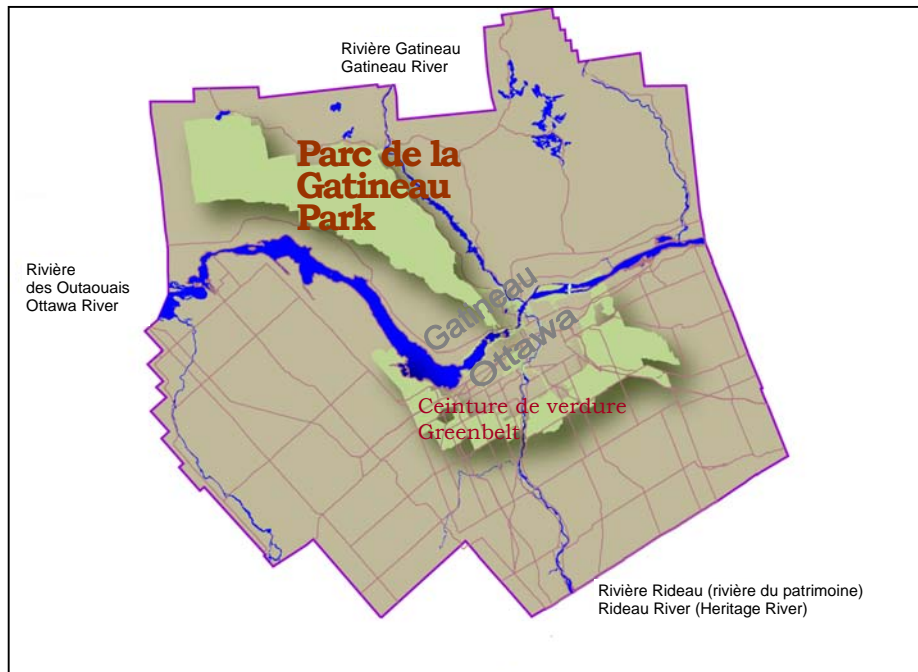 Rivière Gatineau
Gatineau River
Parc de la
Gatineau
Park
Rivière
des Outaouais
Ottawa River
Gatineau
Ottawa
Ceinture de verdure
Greenbelt
Rivière Rideau (rivière du patrimoine)
Rideau River (Heritage River)